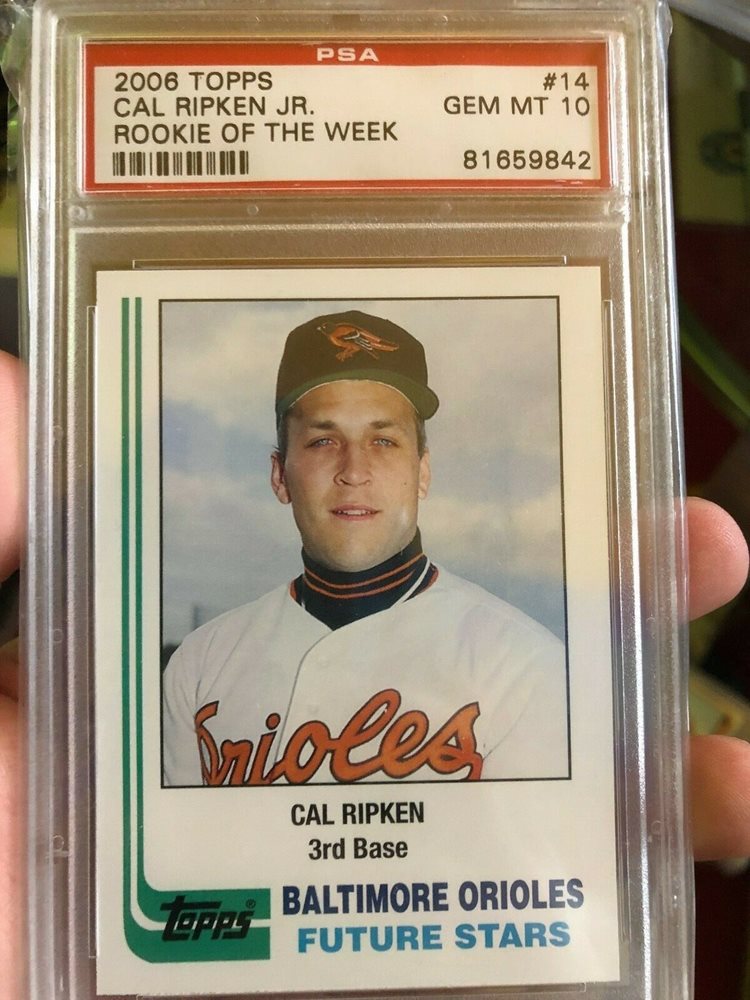 PSA
2006 TOPPS #14
CAL RIPKEN JR. GEM MT 10
ROOKIE OF THE WEEK
81659842
Orioles
CAL RIPKEN
3rd Base
TOPPS® BALTIMORE ORIOLES
FUTURE STARS